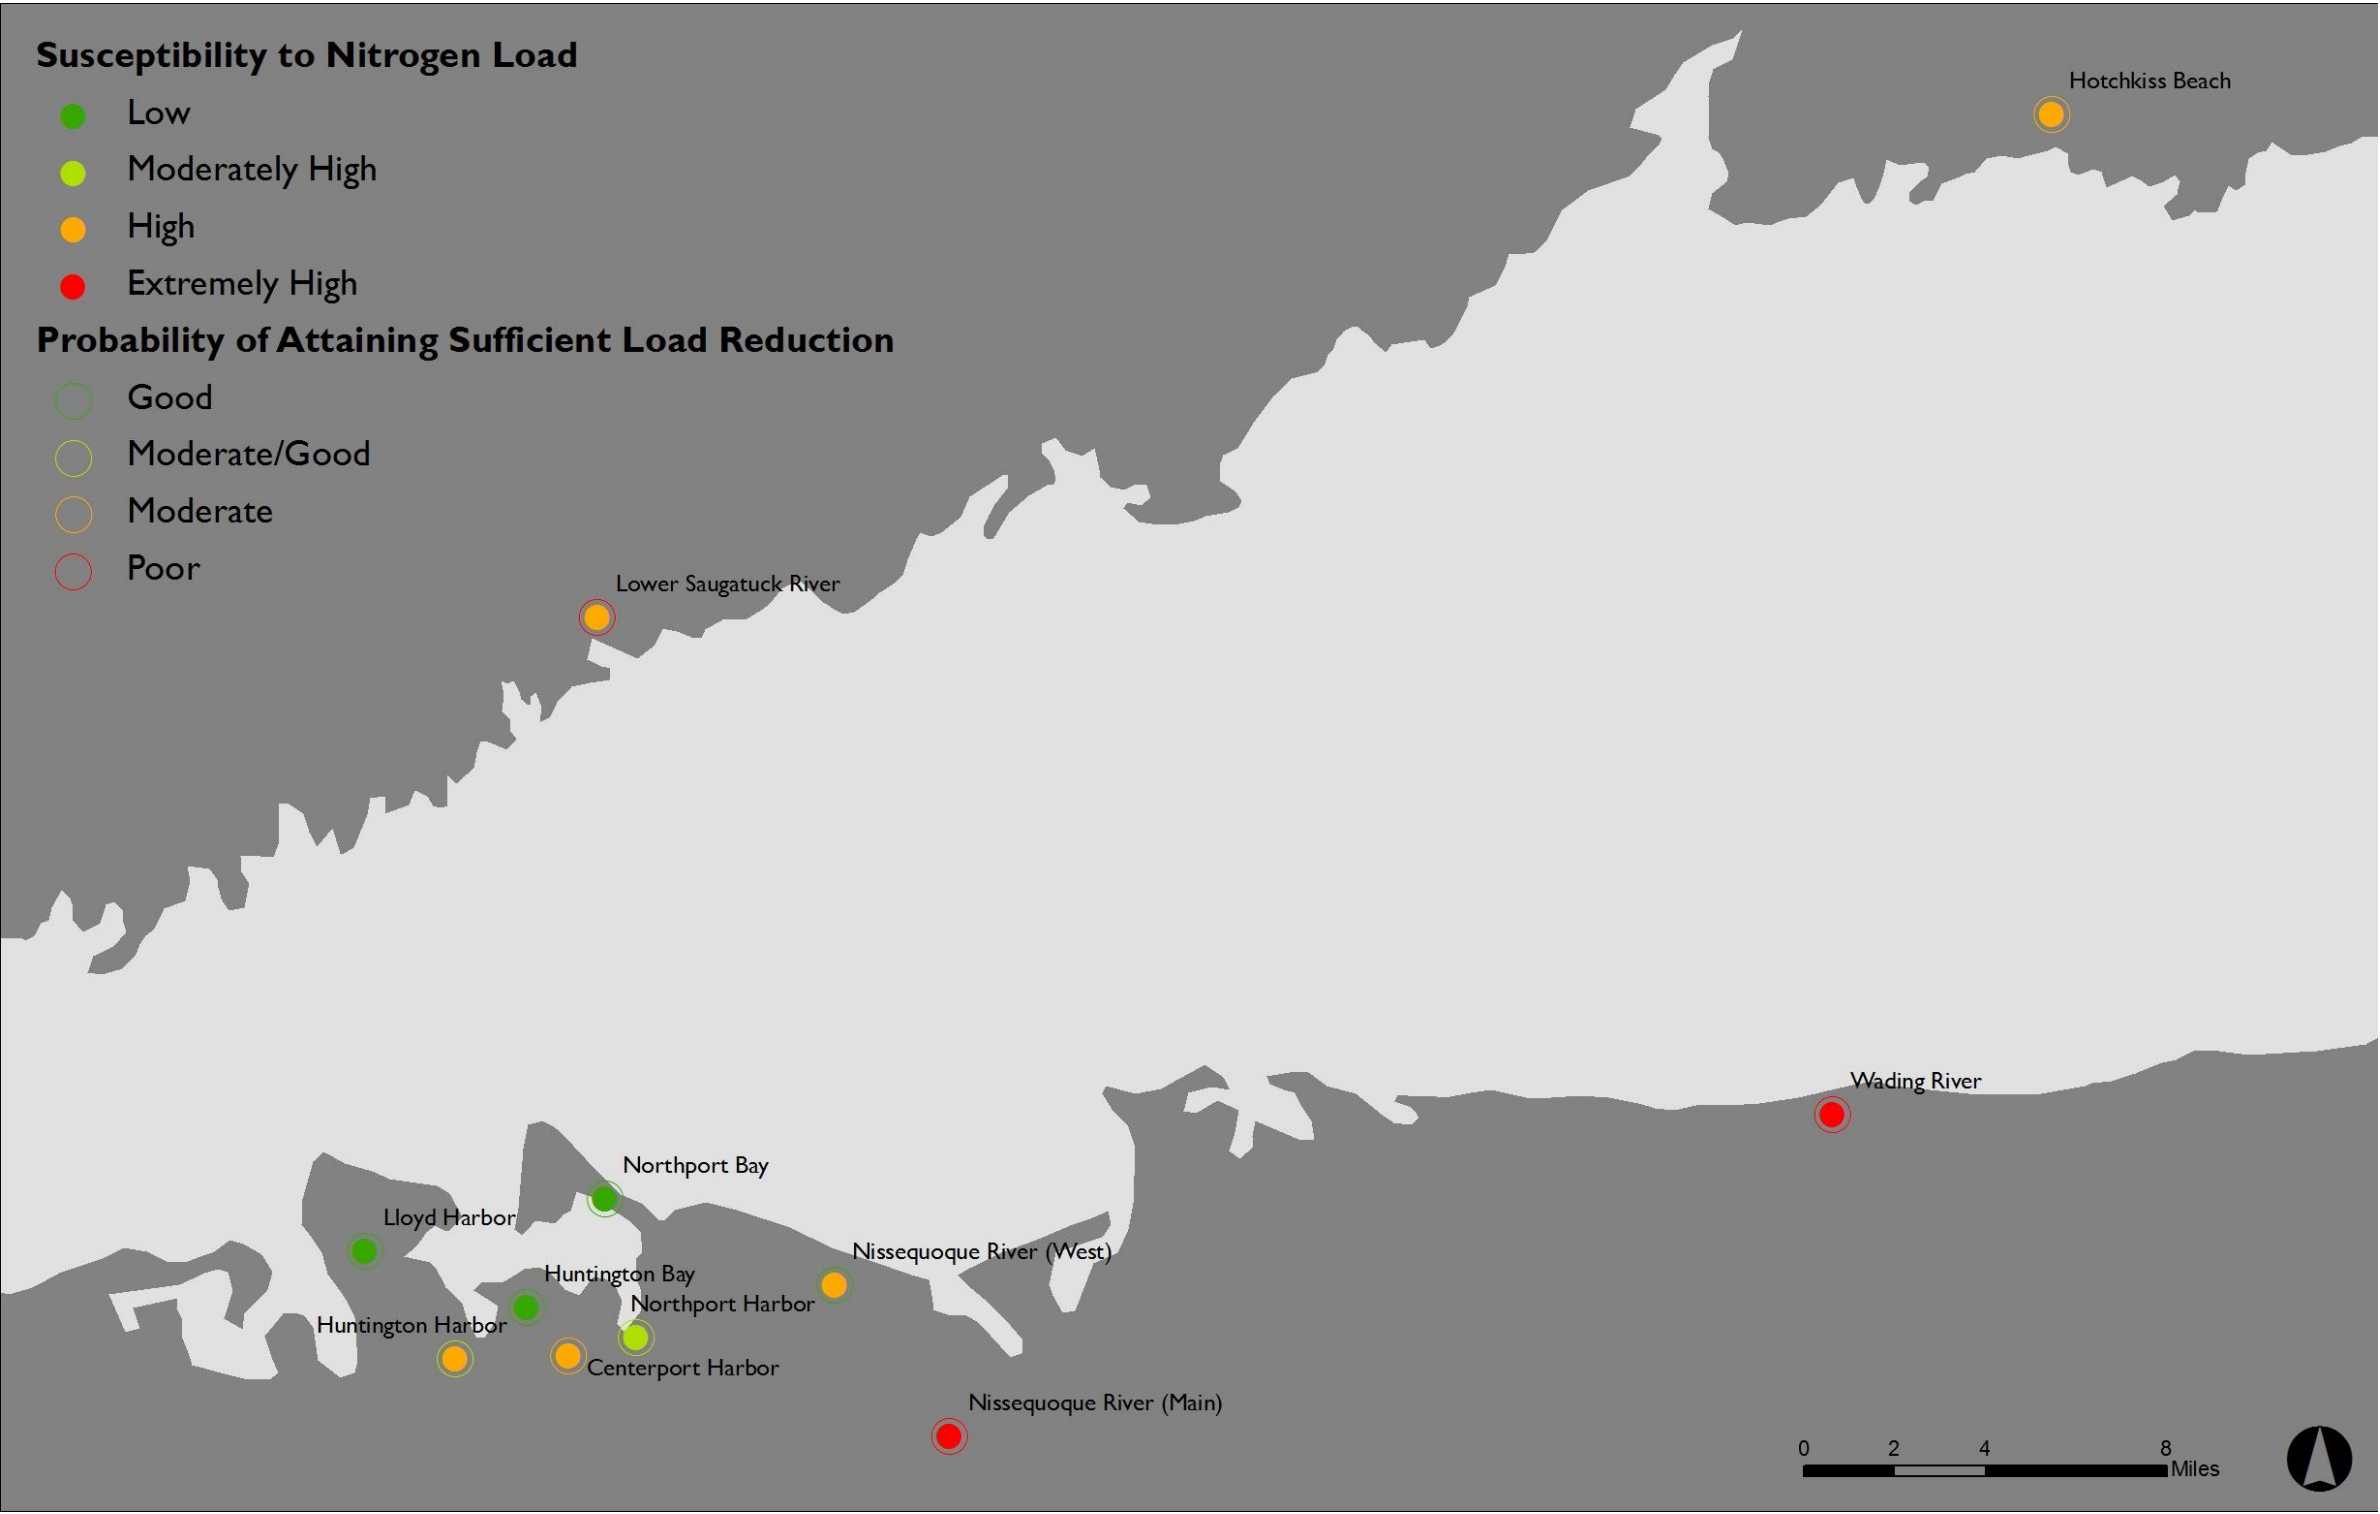 Susceptibility to Nitrogen Load
Low
Moderately High
High
Extremely High
Probability of Attaining Sufficient Load Reduction
Good
Moderate/Good
Moderate
Poor
Hotchkiss Beach
Lower Saugatuck River
Wading River
Northport Bay
Lloyd Harbor
Nissequoque River (West)
Huntington Bay
Northport Harbor
Huntington Harbor
Centerport Harbor
Nissequoque River (Main)
0 2 4 8
Miles